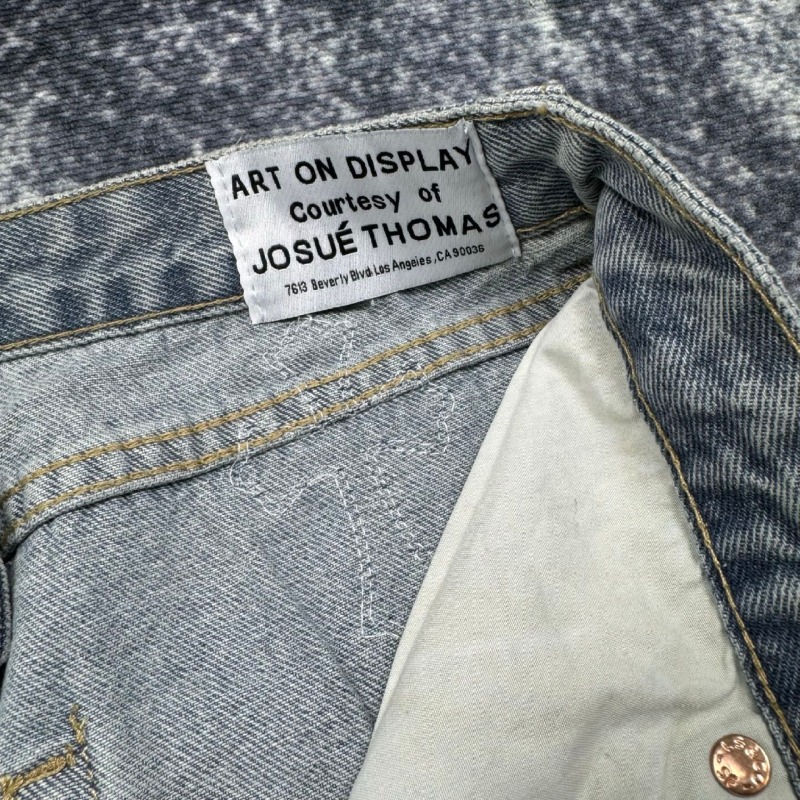 ART ON DISPLAY
Courtesy of
JOSUÉ THOMAS
7613 Beverly Blvd. Los Angeles, CA 90036